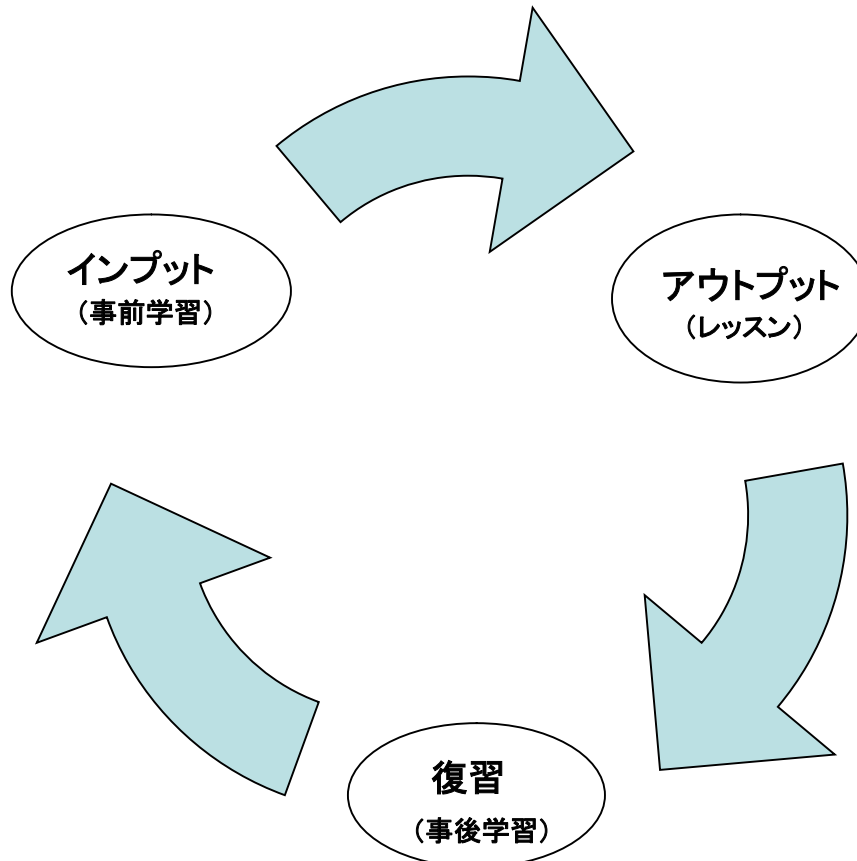 インプット
（事前学習）
アウトプット
（レッスン）
復習
（事後学習）